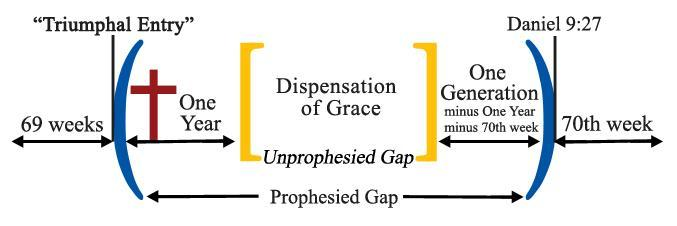 “Triumphal Entry”
Daniel 9:27
69 weeks
One
Year
Dispensation
of Grace
Unprophesied Gap
One
Generation
minus One Year
minus 70th week
70th week
Prophesied Gap